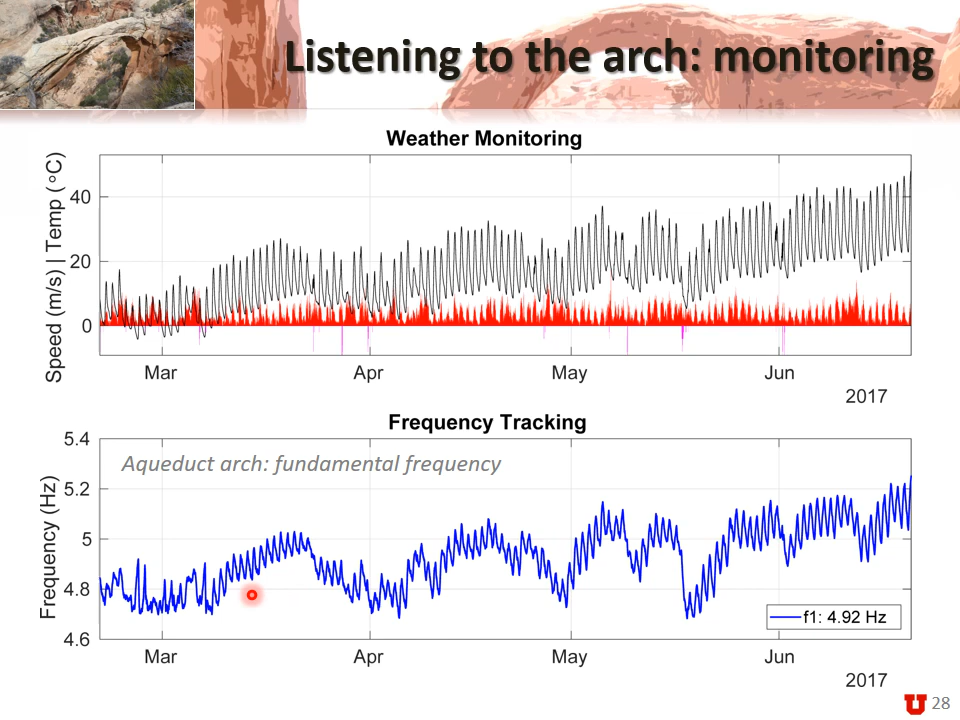 Listening to the arch: monitoring
Weather Monitoring
Speed (m/s) | Temp (°C)
40
20
0
Mar Apr May Jun
2017
Frequency Tracking
Aqueduct arch: fundamental frequency
Frequency (Hz)
5.4
5.2
5
4.8
4.6
f1: 4.92 Hz
Mar Apr May Jun
2017
U 28